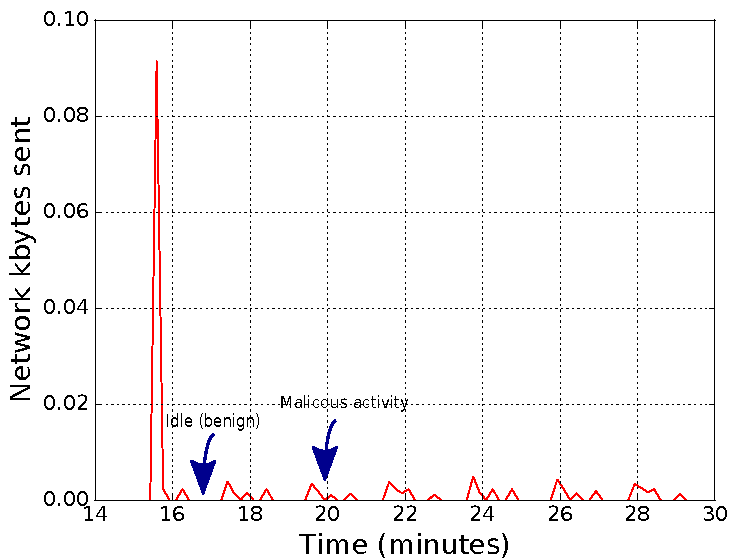 0.10
0.08
0.06
0.04
0.02
0.00
Network kbytes sent
Malicous activity
Idle (benign)
14 16 18 20 22 24 26 28 30
Time (minutes)